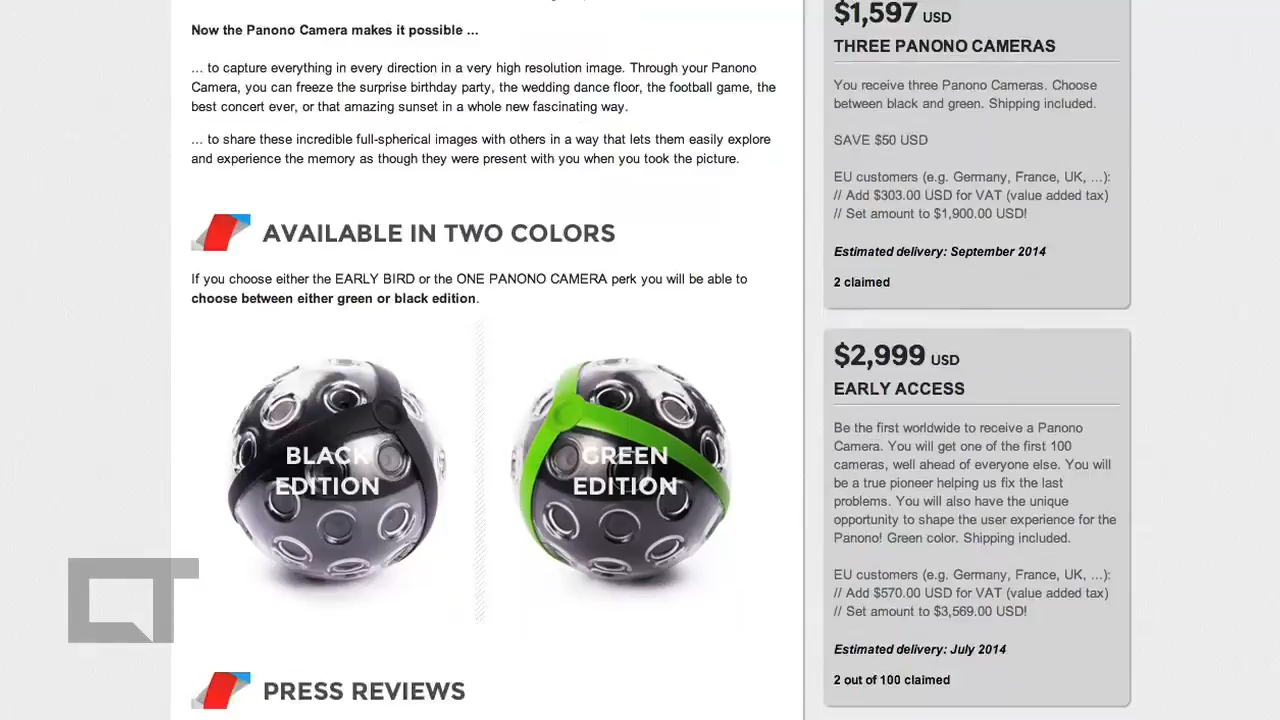 Now the Panono Camera makes it possible ...
... to capture everything in every direction in a very high resolution image. Through your Panono
Camera, you can freeze the surprise birthday party, the wedding dance floor, the football game, the
best concert ever, or that amazing sunset in a whole new fascinating way.
... to share these incredible full-spherical images with others in a way that lets them easily explore
and experience the memory as though they were present with you when you took the picture.
AVAILABLE IN TWO COLORS
If you choose either the EARLY BIRD or the ONE PANONO CAMERA perk you will be able to
choose between either green or black edition.
BLACK
EDITION
GREEN
EDITION
PRESS REVIEWS
$1,597 USD
THREE PANONO CAMERAS
You receive three Panono Cameras. Choose
between black and green. Shipping included.
SAVE $50 USD
EU customers (e.g. Germany, France, UK, ...):
// Add $303.00 USD for VAT (value added tax)
// Set amount to $1,900.00 USD!
Estimated delivery: September 2014
2 claimed
$2,999 USD
EARLY ACCESS
Be the first worldwide to receive a Panono
Camera. You will get one of the first 100
cameras, well ahead of everyone else. You will
be a true pioneer helping us fix the last
problems. You will also have the unique
opportunity to shape the user experience for the
Panono! Green color. Shipping included.
EU customers (e.g. Germany, France, UK, ...):
// Add $570.00 USD for VAT (value added tax)
// Set amount to $3,569.00 USD!
Estimated delivery: July 2014
2 out of 100 claimed